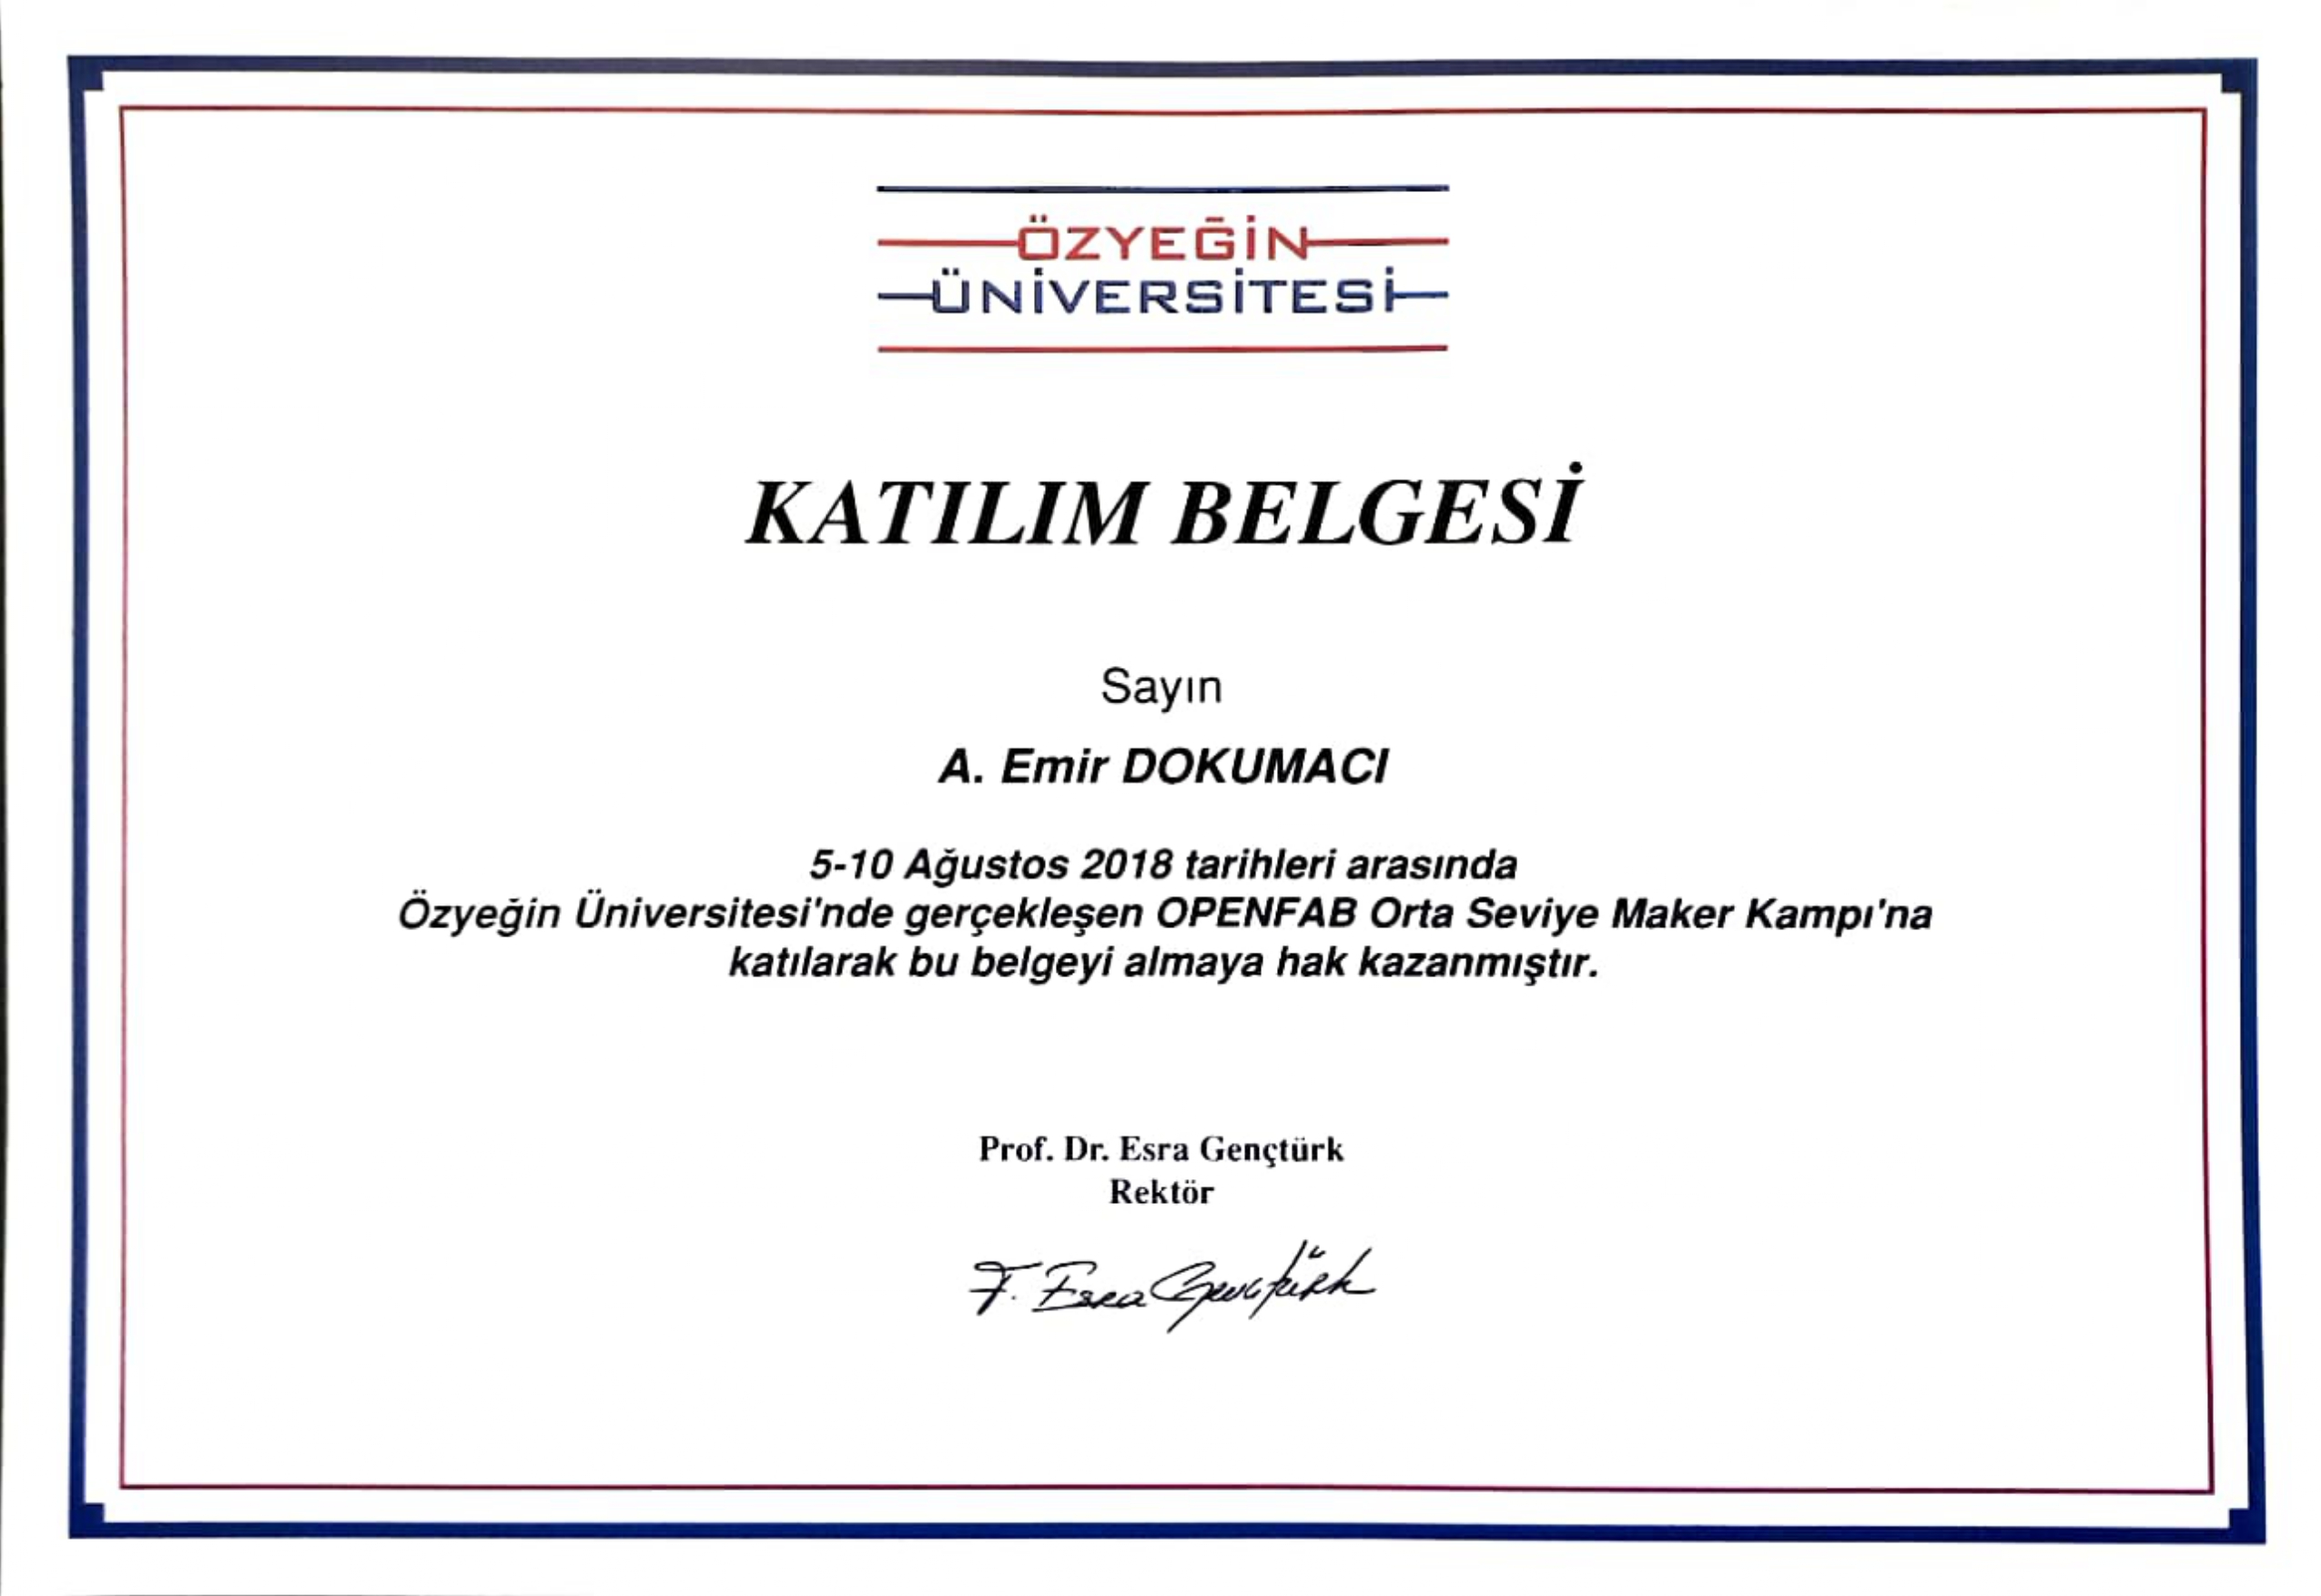 ÖZYEĞİN
ÜNİVERSİTESİ
KATILIM BELGESİ
Sayın
A. Emir DOKUMACI
5-10 Ağustos 2018 tarihleri arasında
Özyeğin Üniversitesi'nde gerçekleşen OPENFAB Orta Seviye Maker Kampı'na
katılarak bu belgeyi almaya hak kazanmıştır.
Prof. Dr. Esra Gençtürk
Rektör
F. Esra Gençtürk